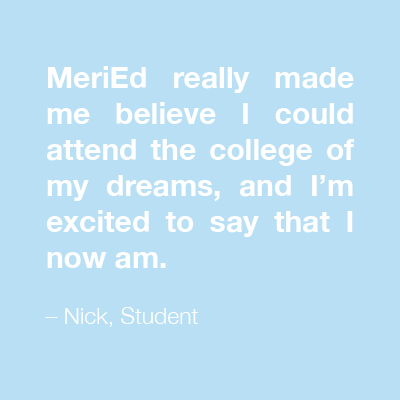 MeriEd really made
me believe I could
attend the college of
my dreams, and I’m
excited to say that I
now am.
– Nick, Student